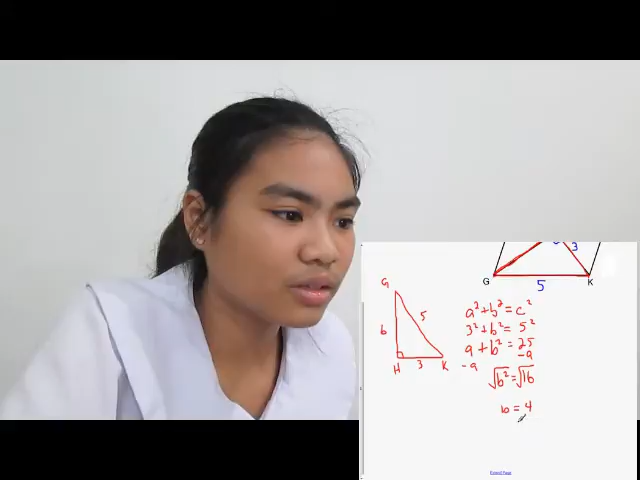 3
G
K
5
G
b
5
H
3
K
a² + b² = c²
3² + b² = 5²
9 + b² = 25
-9
-9
√b² = √16
b = 4